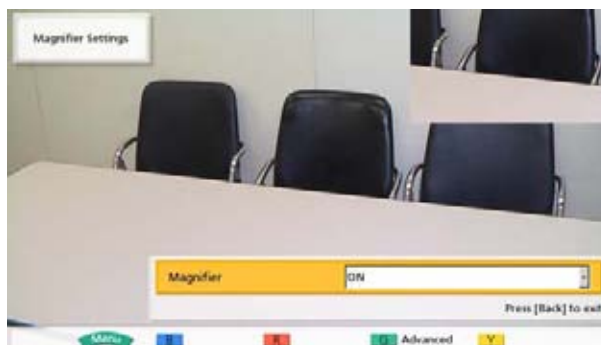 Magnifier Settings
Magnifier ON
Press [Back] to exit
Menu B R G Advanced Y